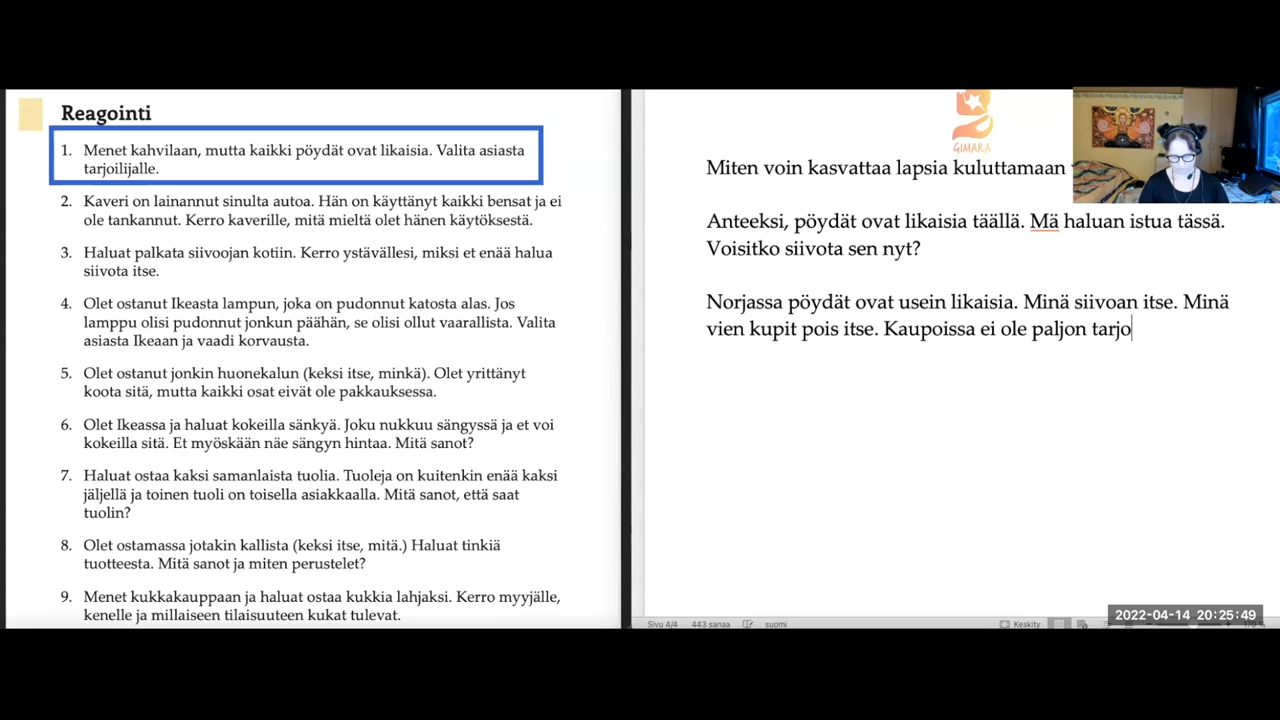 Reagointi
1. Menet kahvilaan, mutta kaikki pöydät ovat likaisia. Valita asiasta
tarjoilijalle.
2. Kaveri on lainannut sinulta autoa. Hän on käyttänyt kaikki bensat ja ei
ole tankannut. Kerro kaverille, mitä mieltä olet hänen käytöksestä.
3. Haluat palkata siivoojan kotiin. Kerro ystävällesi, miksi et enää halua
siivota itse.
4. Olet ostanut Ikeasta lampun, joka on pudonnut katosta alas. Jos
lamppu olisi pudonnut jonkun päähän, se olisi ollut vaarallista. Valita
asiasta Ikeaan ja vaadi korvausta.
5. Olet ostanut jonkin huonekalun (keksi itse, minkä). Olet yrittänyt
koota sitä, mutta kaikki osat eivät ole pakkauksessa.
6. Olet Ikeassa ja haluat kokeilla sänkyä. Joku nukkuu sängyssä ja et voi
kokeilla sitä. Et myöskään näe sängyn hintaa. Mitä sanot?
7. Haluat ostaa kaksi samanlaista tuolia. Tuoleja on kuitenkin enää kaksi
jäljellä ja toinen tuoli on toisella asiakkaalla. Mitä sanot, että saat
tuolin?
8. Olet ostamassa jotakin kallista (keksi itse, mitä.) Haluat tinkiä
tuotteesta. Mitä sanot ja miten perustelet?
9. Menet kukkakauppaan ja haluat ostaa kukkia lahjaksi. Kerro myyjälle,
kenelle ja millaiseen tilaisuuteen kukat tulevat.
GIMARA
Miten voin kasvattaa lapsia kuluttamaan
Anteeksi, pöydät ovat likaisia täällä. Mä haluan istua tässä.
Voisitko siivota sen nyt?
Norjassa pöydät ovat usein likaisia. Minä siivoan itse. Minä
vien kupit pois itse. Kaupoissa ei ole paljon tarjo
Sivu 4/4 443 sanaa suomi Keskity
2022-04-14 20:25:49